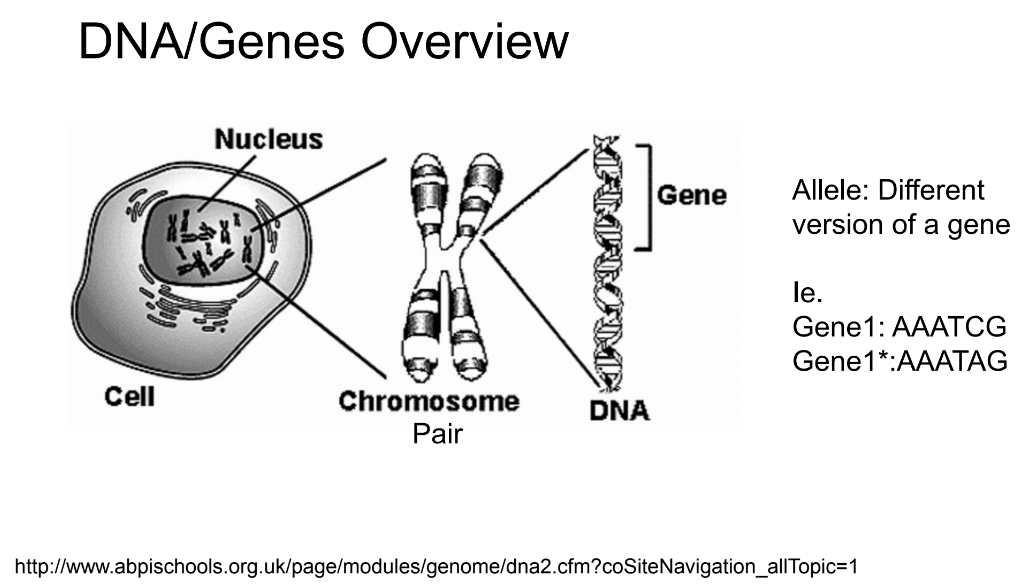 DNA/Genes Overview
Nucleus
Gene
Cell
Chromosome
Pair
DNA
Allele: Different
version of a gene
Ie.
Gene1: AAATCG
Gene1*:AAATAG
http://www.abpischools.org.uk/page/modules/genome/dna2.cfm?coSiteNavigation_allTopic=1